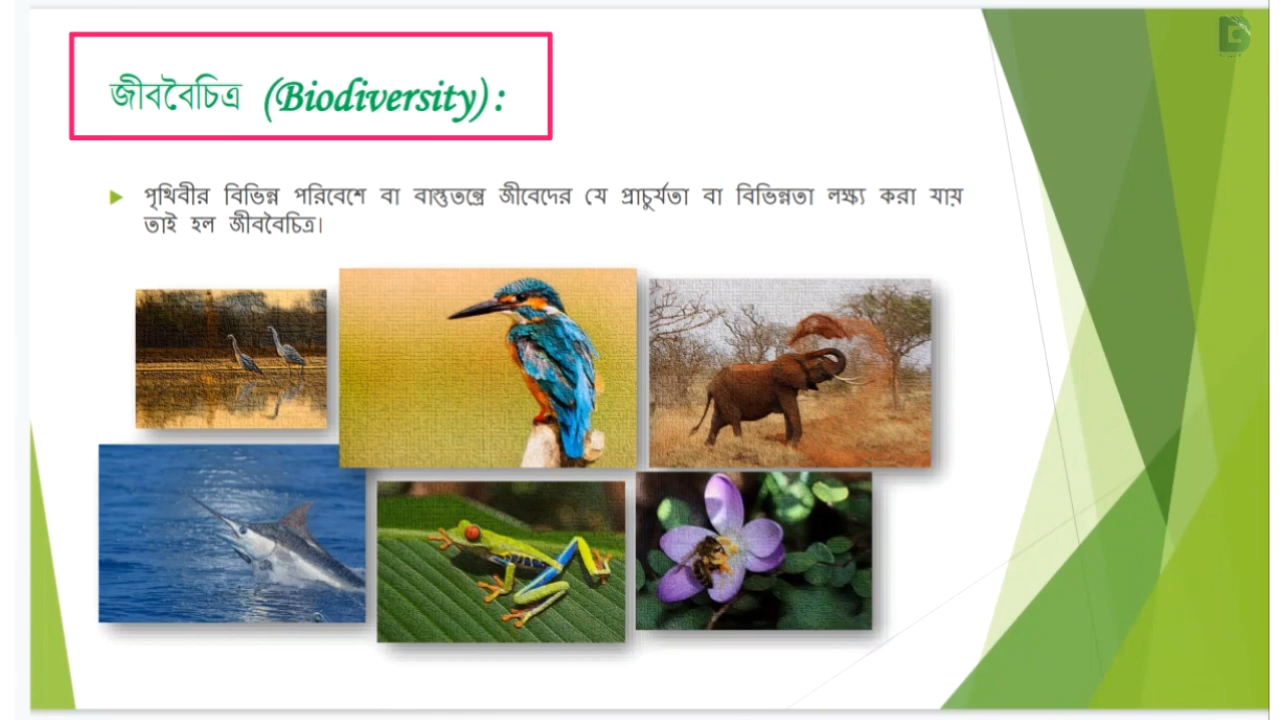 জীববৈচিত্র (Biodiversity) :
পৃথিবীর বিভিন্ন পরিবেশে বা বাস্তুতন্ত্রে জীবেদের যে প্রাচুর্যতা বা বিভিন্নতা লক্ষ্য করা যায়
তাই হল জীববৈচিত্র।